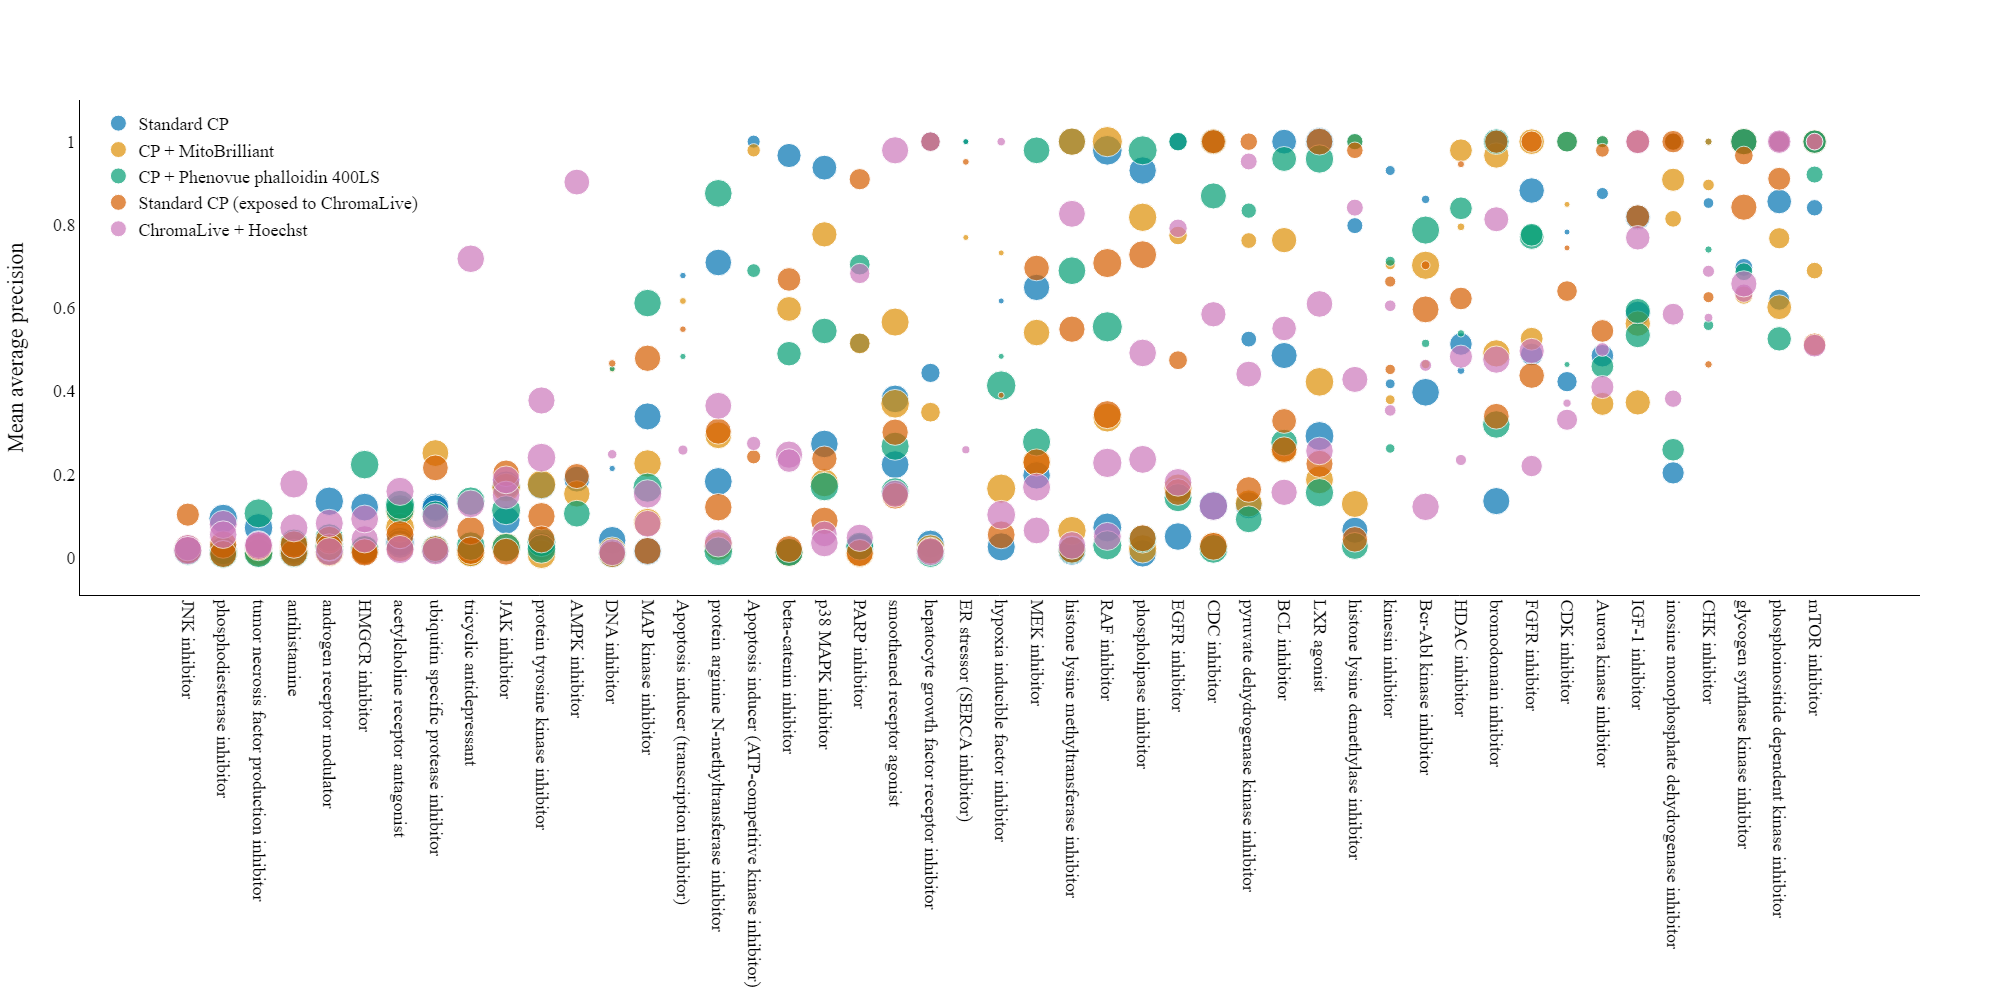 Standard CP
CP + MitoBrilliant
CP + Phenovue phalloidin 400LS
Standard CP (exposed to ChromaLive)
ChromaLive + Hoechst
Mean average precision
1
0.8
0.6
0.4
0.2
0
JNK inhibitor
phosphodiesterase inhibitor
tumor necrosis factor production inhibitor
antihistamine
androgen receptor modulator
HMGCR inhibitor
acetylcholine receptor antagonist
ubiquitin specific protease inhibitor
tricyclic antidepressant
JAK inhibitor
protein tyrosine kinase inhibitor
AMPK inhibitor
DNA inhibitor
MAP kinase inhibitor
Apoptosis inducer (transcription inhibitor)
protein arginine N-methyltransferase inhibitor
Apoptosis inducer (ATP-competitive kinase inhibitor)
beta-catenin inhibitor
p38 MAPK inhibitor
PARP inhibitor
smoothened receptor agonist
hepatocyte growth factor receptor inhibitor
ER stressor (SERCA inhibitor)
hypoxia inducible factor inhibitor
MEK inhibitor
histone lysine methyltransferase inhibitor
RAF inhibitor
phospholipase inhibitor
EGFR inhibitor
CDC inhibitor
pyruvate dehydrogenase kinase inhibitor
BCL inhibitor
LXR agonist
histone lysine demethylase inhibitor
kinesin inhibitor
Bcr-Abl kinase inhibitor
HDAC inhibitor
bromodomain inhibitor
FGFR inhibitor
CDK inhibitor
Aurora kinase inhibitor
IGF-1 inhibitor
inosine monophosphate dehydrogenase inhibitor
CHK inhibitor
glycogen synthase kinase inhibitor
phosphoinositide dependent kinase inhibitor
mTOR inhibitor